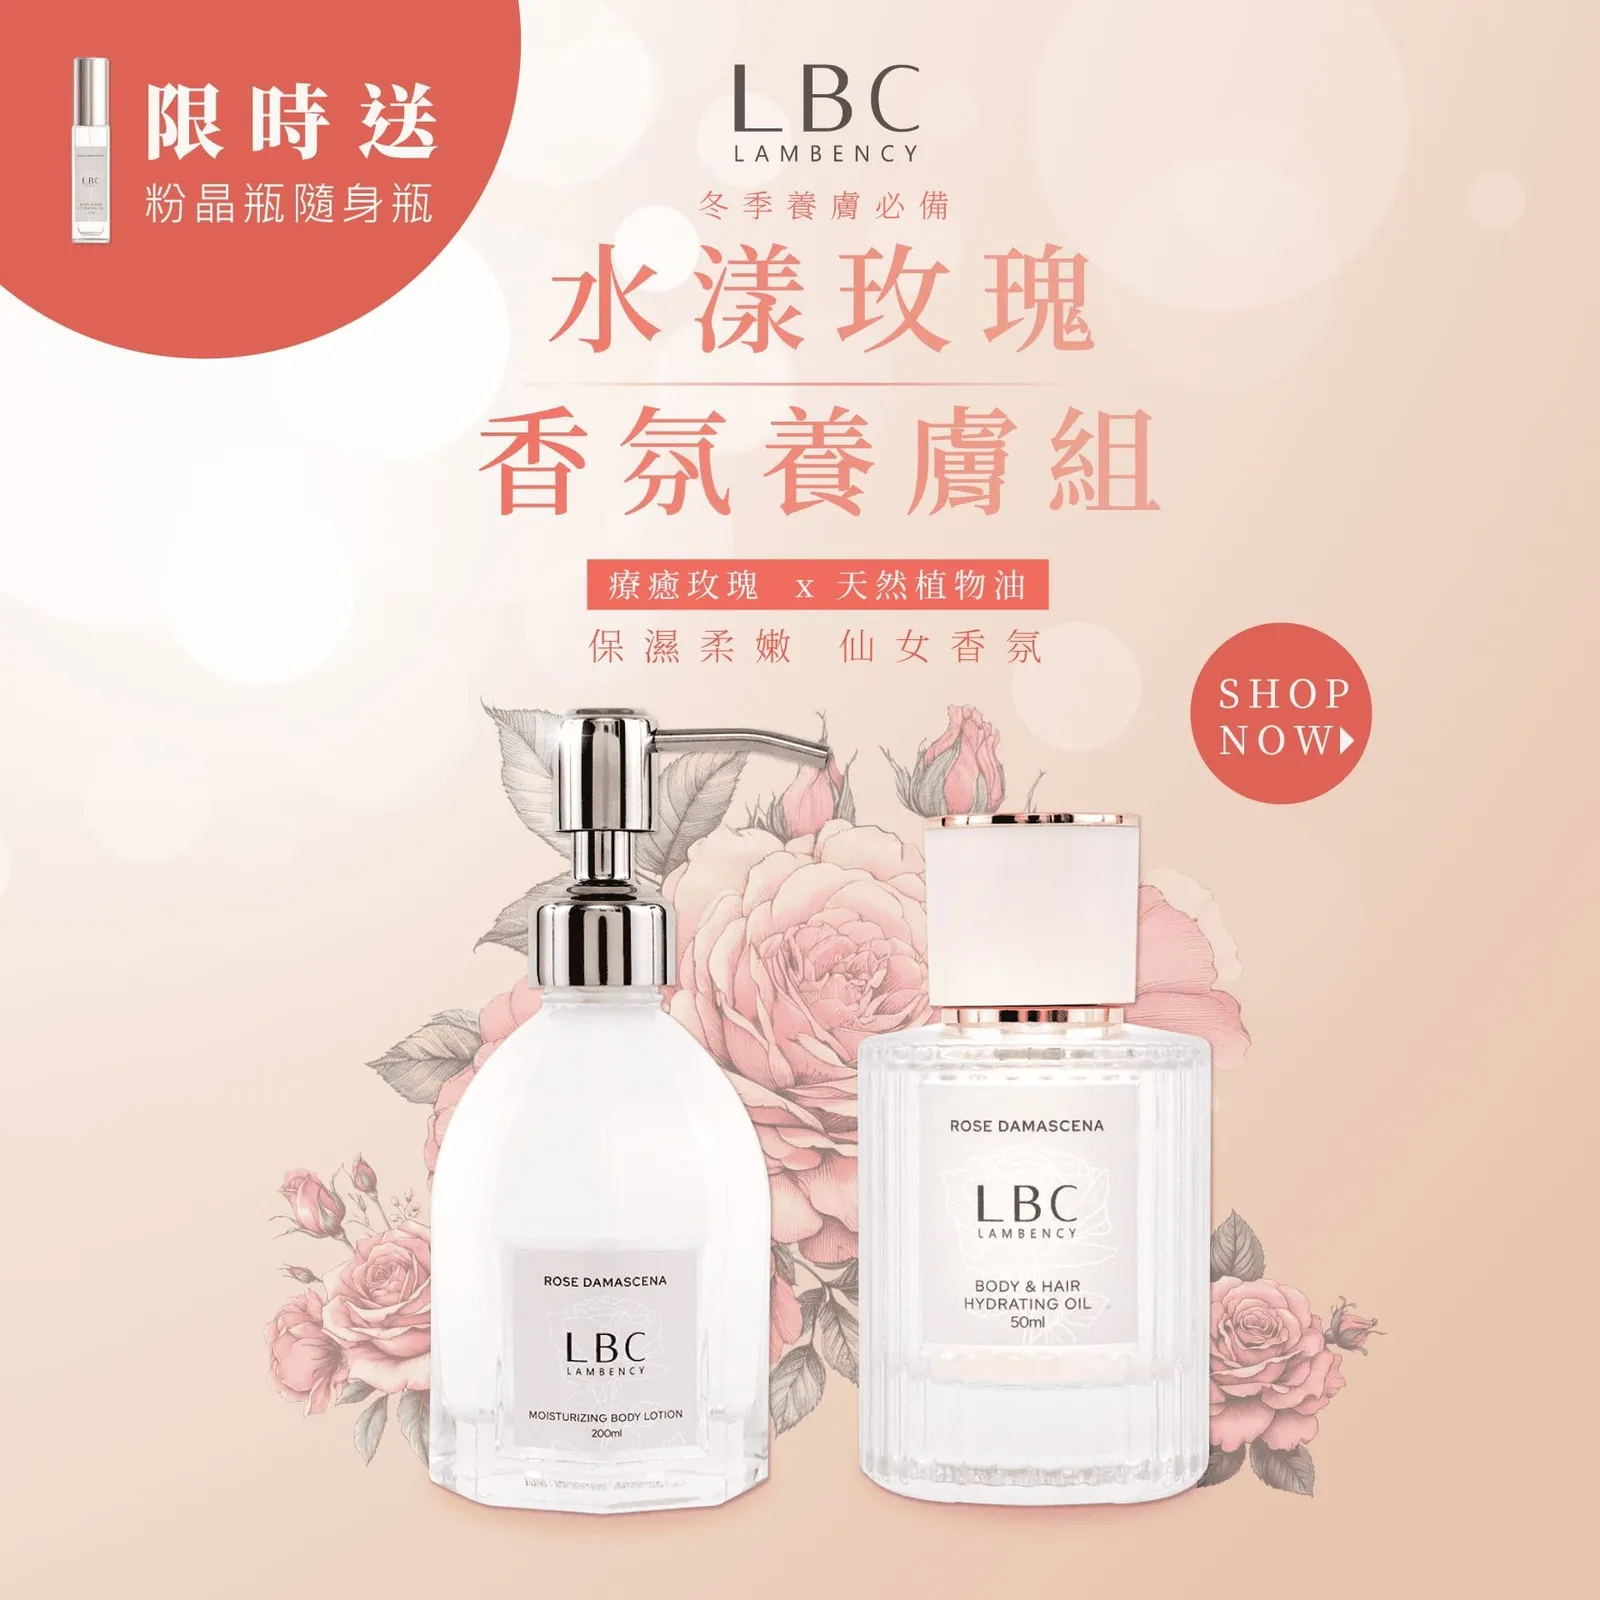 限時送
粉晶瓶隨身瓶
LBC
LAMBENCY
冬季養膚必備
水漾玫瑰
香氛養膚組
療癒玫瑰 x 天然植物油
保濕柔嫩 仙女香氛
SHOP
NOW
ROSE DAMASCENA
LBC
LAMBENCY
MOISTURIZING BODY LOTION
200ml
ROSE DAMASCENA
LBC
LAMBENCY
BODY & HAIR
HYDRATING OIL
50ml
LBC